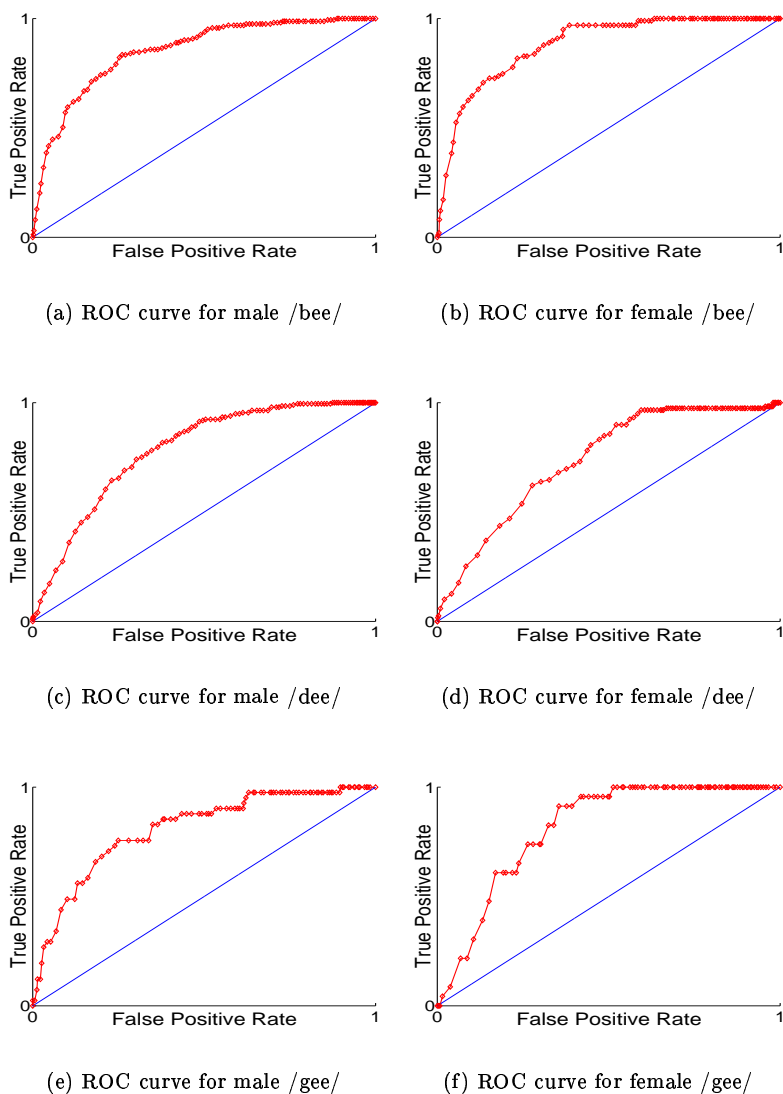 1
True Positive Rate
0
0
False Positive Rate
1
(a) ROC curve for male /bee/
1
True Positive Rate
0
0
False Positive Rate
1
(b) ROC curve for female /bee/
1
True Positive Rate
0
0
False Positive Rate
1
(c) ROC curve for male /dee/
1
True Positive Rate
0
0
False Positive Rate
1
(d) ROC curve for female /dee/
1
True Positive Rate
0
0
False Positive Rate
1
(e) ROC curve for male /gee/
1
True Positive Rate
0
0
False Positive Rate
1
(f) ROC curve for female /gee/